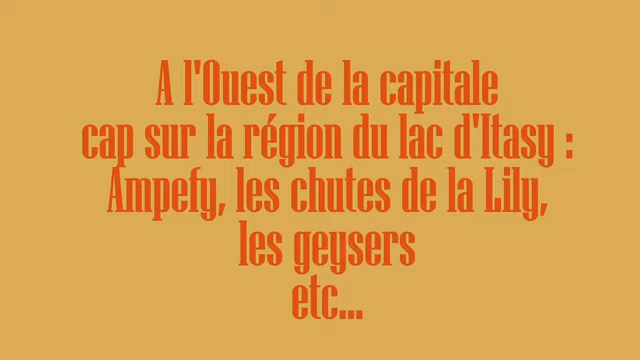 A l'Ouest de la capitale
cap sur la région du lac d'Itasy :
Ampefy, les chutes de la Lily,
les geysers
etc...